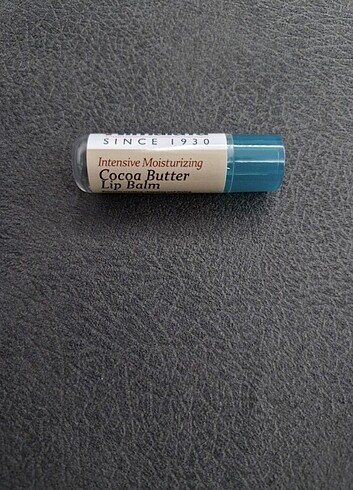 SINCE 1930
Intensive Moisturizing
Cocoa Butter
Lip Balm